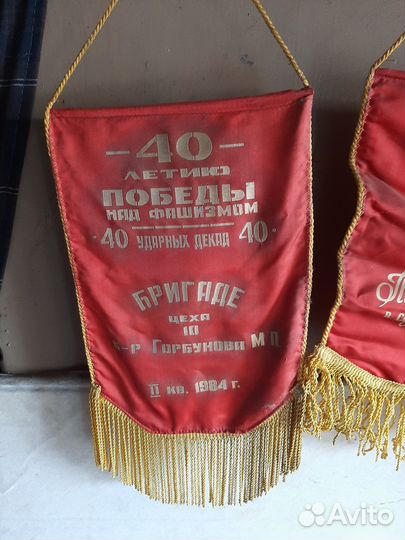 — 40 —
ЛЕТИЮ
ПОБЕДЫ
НАД ФАШИЗМОМ
· 40 УДАРНЫХ ДЕКАД 40 ·
БРИГАДЕ
ЦЕХА
10
Б-Р ГОРБУНОВА М П
II КВ. 1984 Г.
Avito